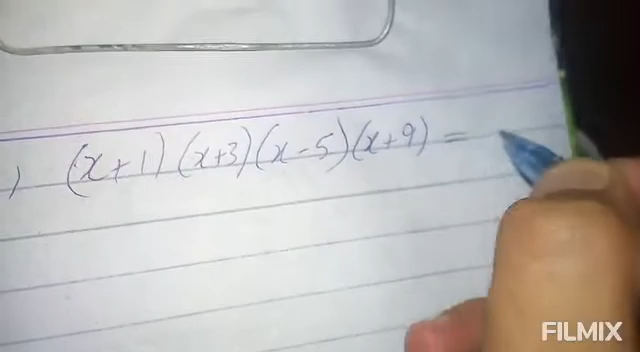 ) (x+1) (x+3) (x-5) (x+9) =
FILMIX